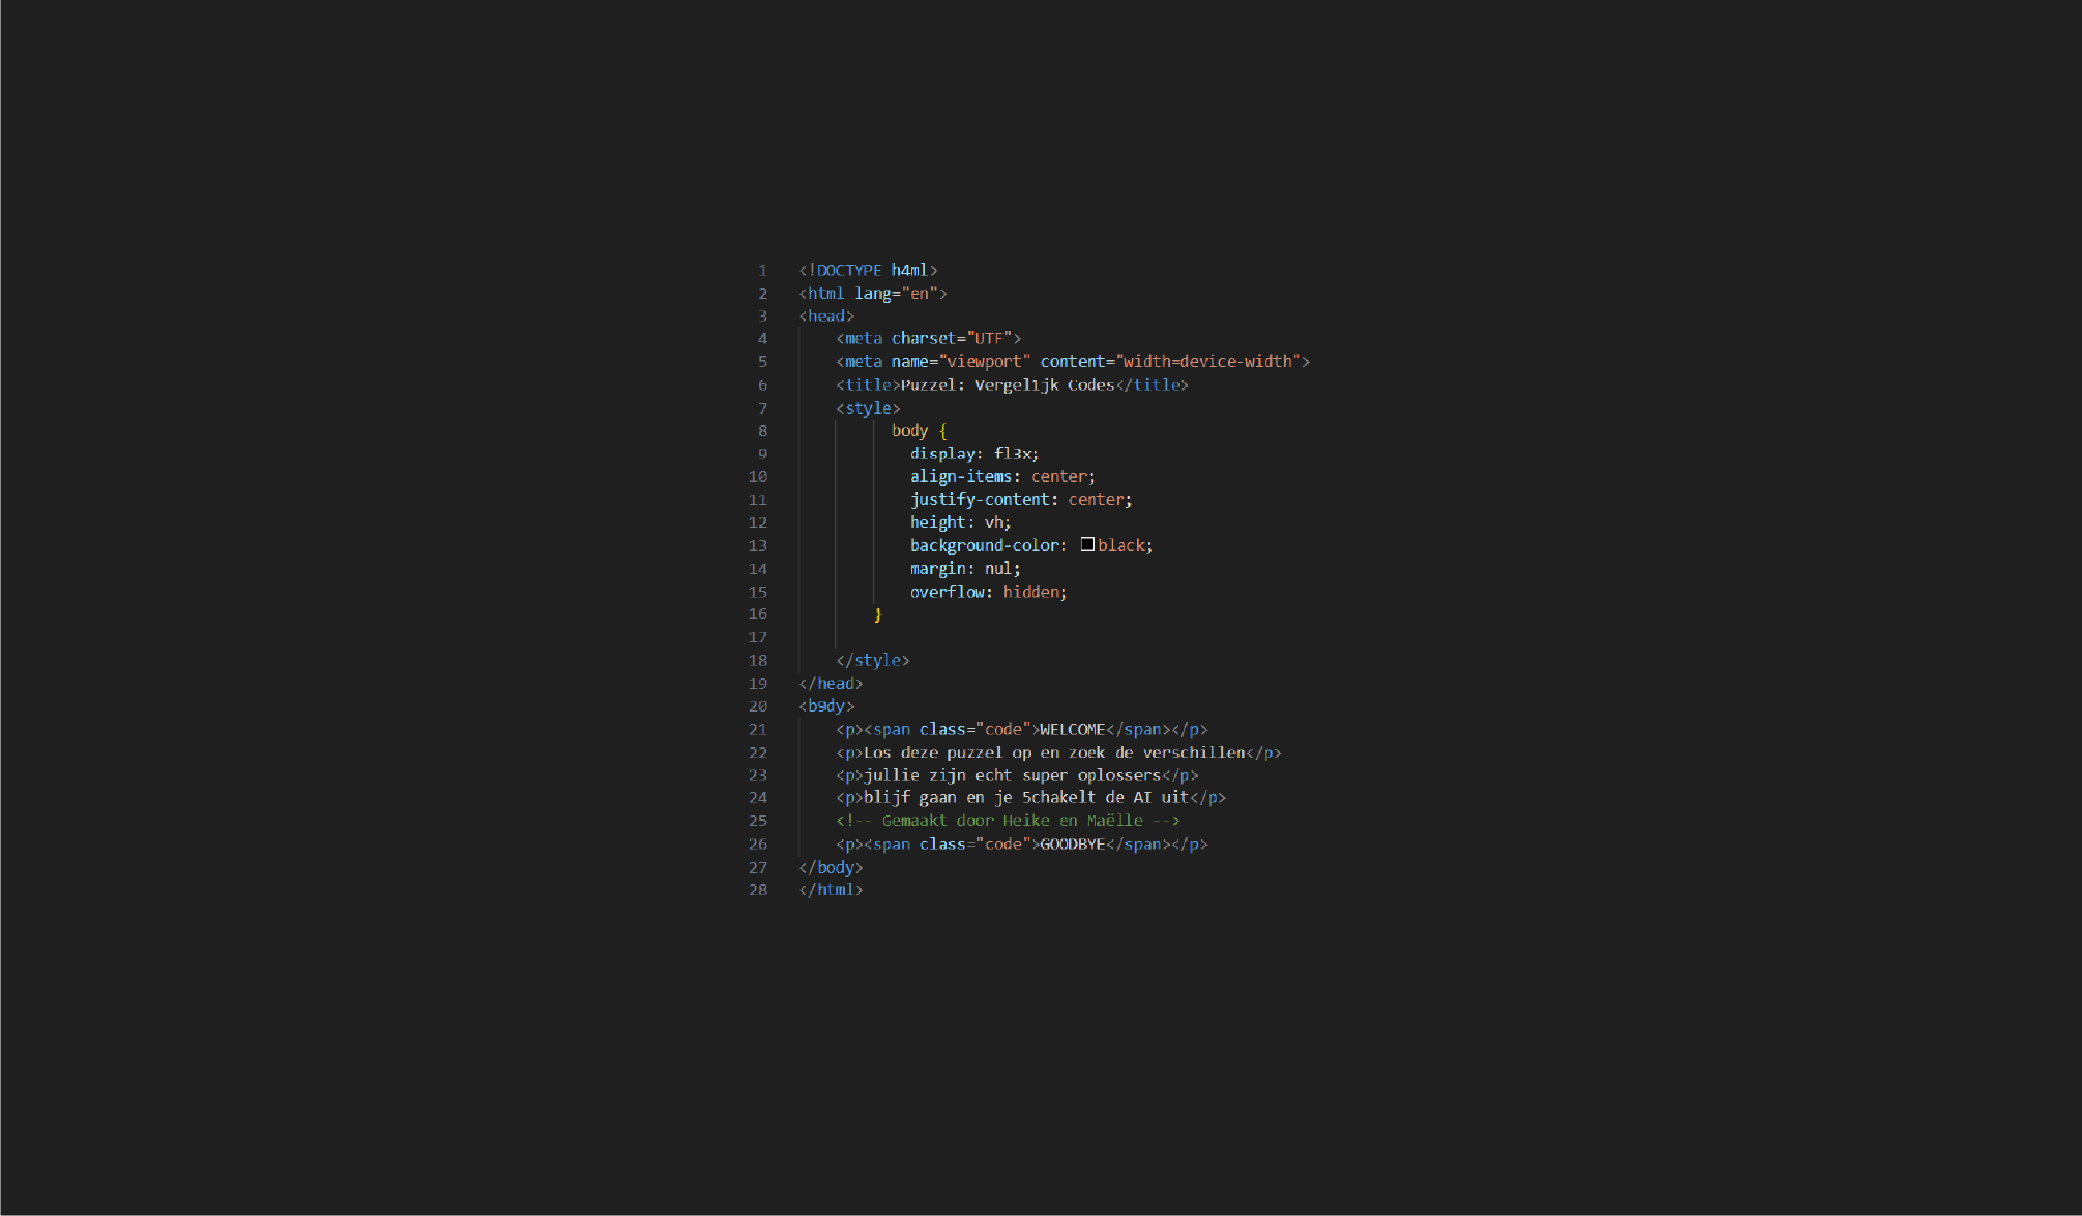 1 <!DOCTYPE h4ml>
2 <html lang="en">
3 <head>
4 <meta charset="UTF">
5 <meta name="viewport" content="width=device-width">
6 <title>Puzzel: Vergel1jk Codes</title>
7 <style>
8 body {
9 display: fl3x;
10 align-items: center;
11 justify-content: center;
12 height: vh;
13 background-color: black;
14 margin: nul;
15 overflow: hidden;
16 }
17
18 </style>
19 </head>
20 <b9dy>
21 <p><span class="code">WELCOME</span></p>
22 <p>Los deze puzzel op en zoek de verschillen</p>
23 <p>jullie zijn echt super oplossers</p>
24 <p>blijf gaan en je 5chakelt de AI uit</p>
25 <!-- Gemaakt door Heike en Maëlle -->
26 <p><span class="code">GOODBYE</span></p>
27 </body>
28 </html>